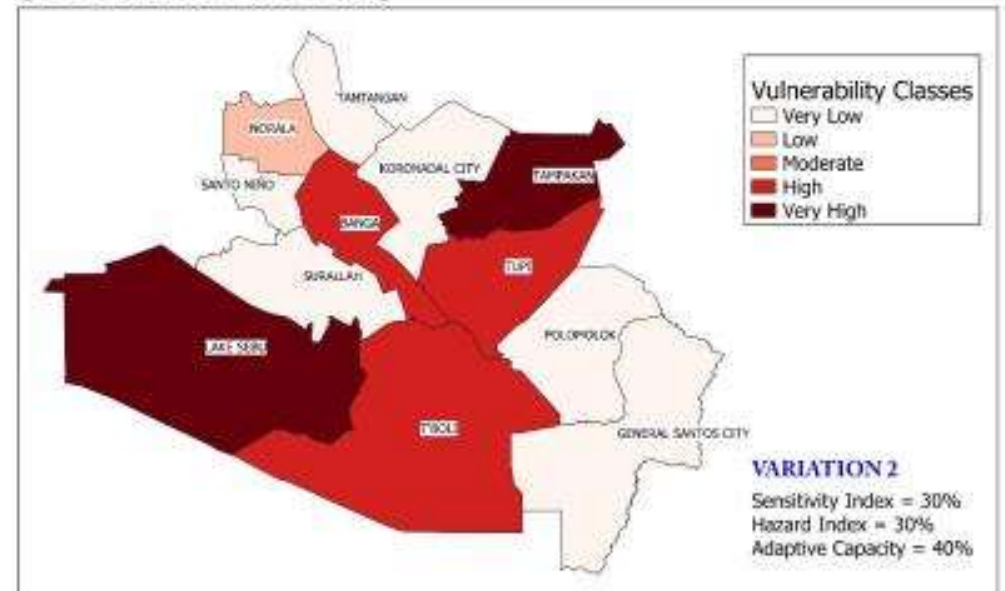 TAMTANGAN
NORALA
KORONADAL CITY
TAMPAKAN
SANTO NIÑO
BANGA
TUPI
SURALLAH
POLOMOLOK
LAKE SEBU
T'BOLI
GENERAL SANTOS CITY
Vulnerability Classes
Very Low
Low
Moderate
High
Very High
VARIATION 2
Sensitivity Index = 30%
Hazard Index = 30%
Adaptive Capacity = 40%